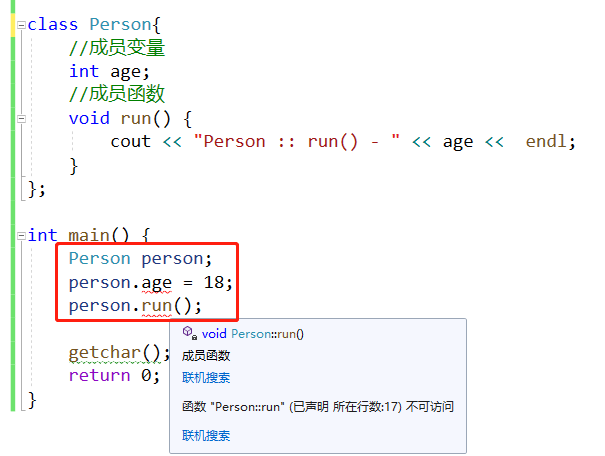 class Person{
//成员变量
int age;
//成员函数
void run() {
cout << "Person :: run() - " << age <<  endl;
}
};
int main() {
Person person;
person.age = 18;
person.run();
void Person::run()
getchar();
成员函数
return 0;
联机搜索
}
函数 "Person::run" (已声明 所在行数:17) 不可访问
联机搜索